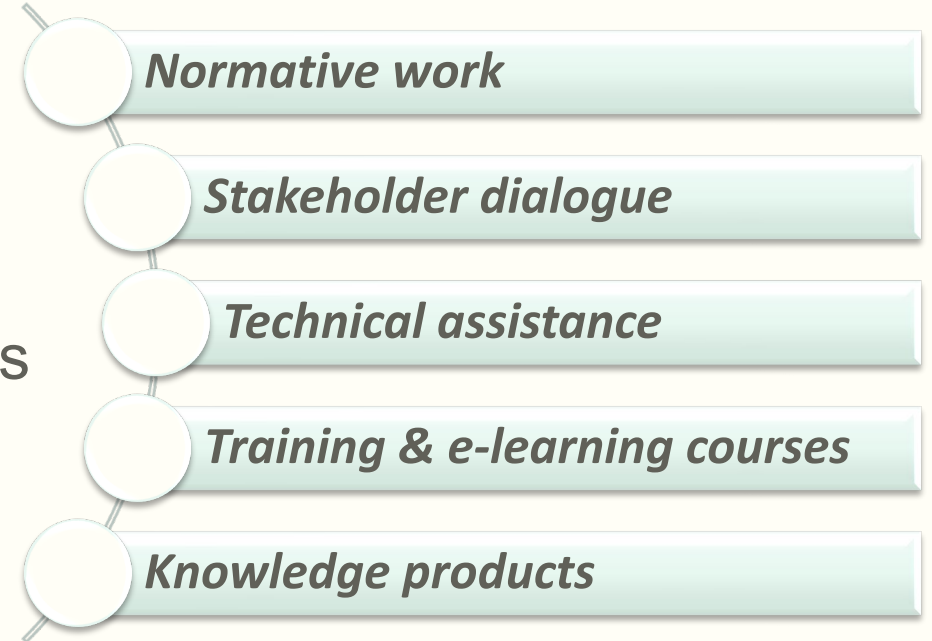 Normative work
Stakeholder dialogue
Technical assistance
s
Training & e-learning courses
Knowledge products